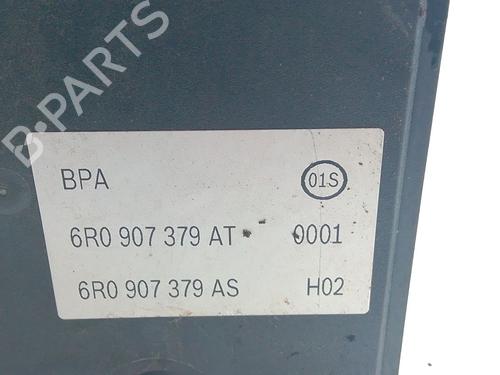 B-PARTS
BPA 01S
6R0 907 379 AT 0001
6R0 907 379 AS H02